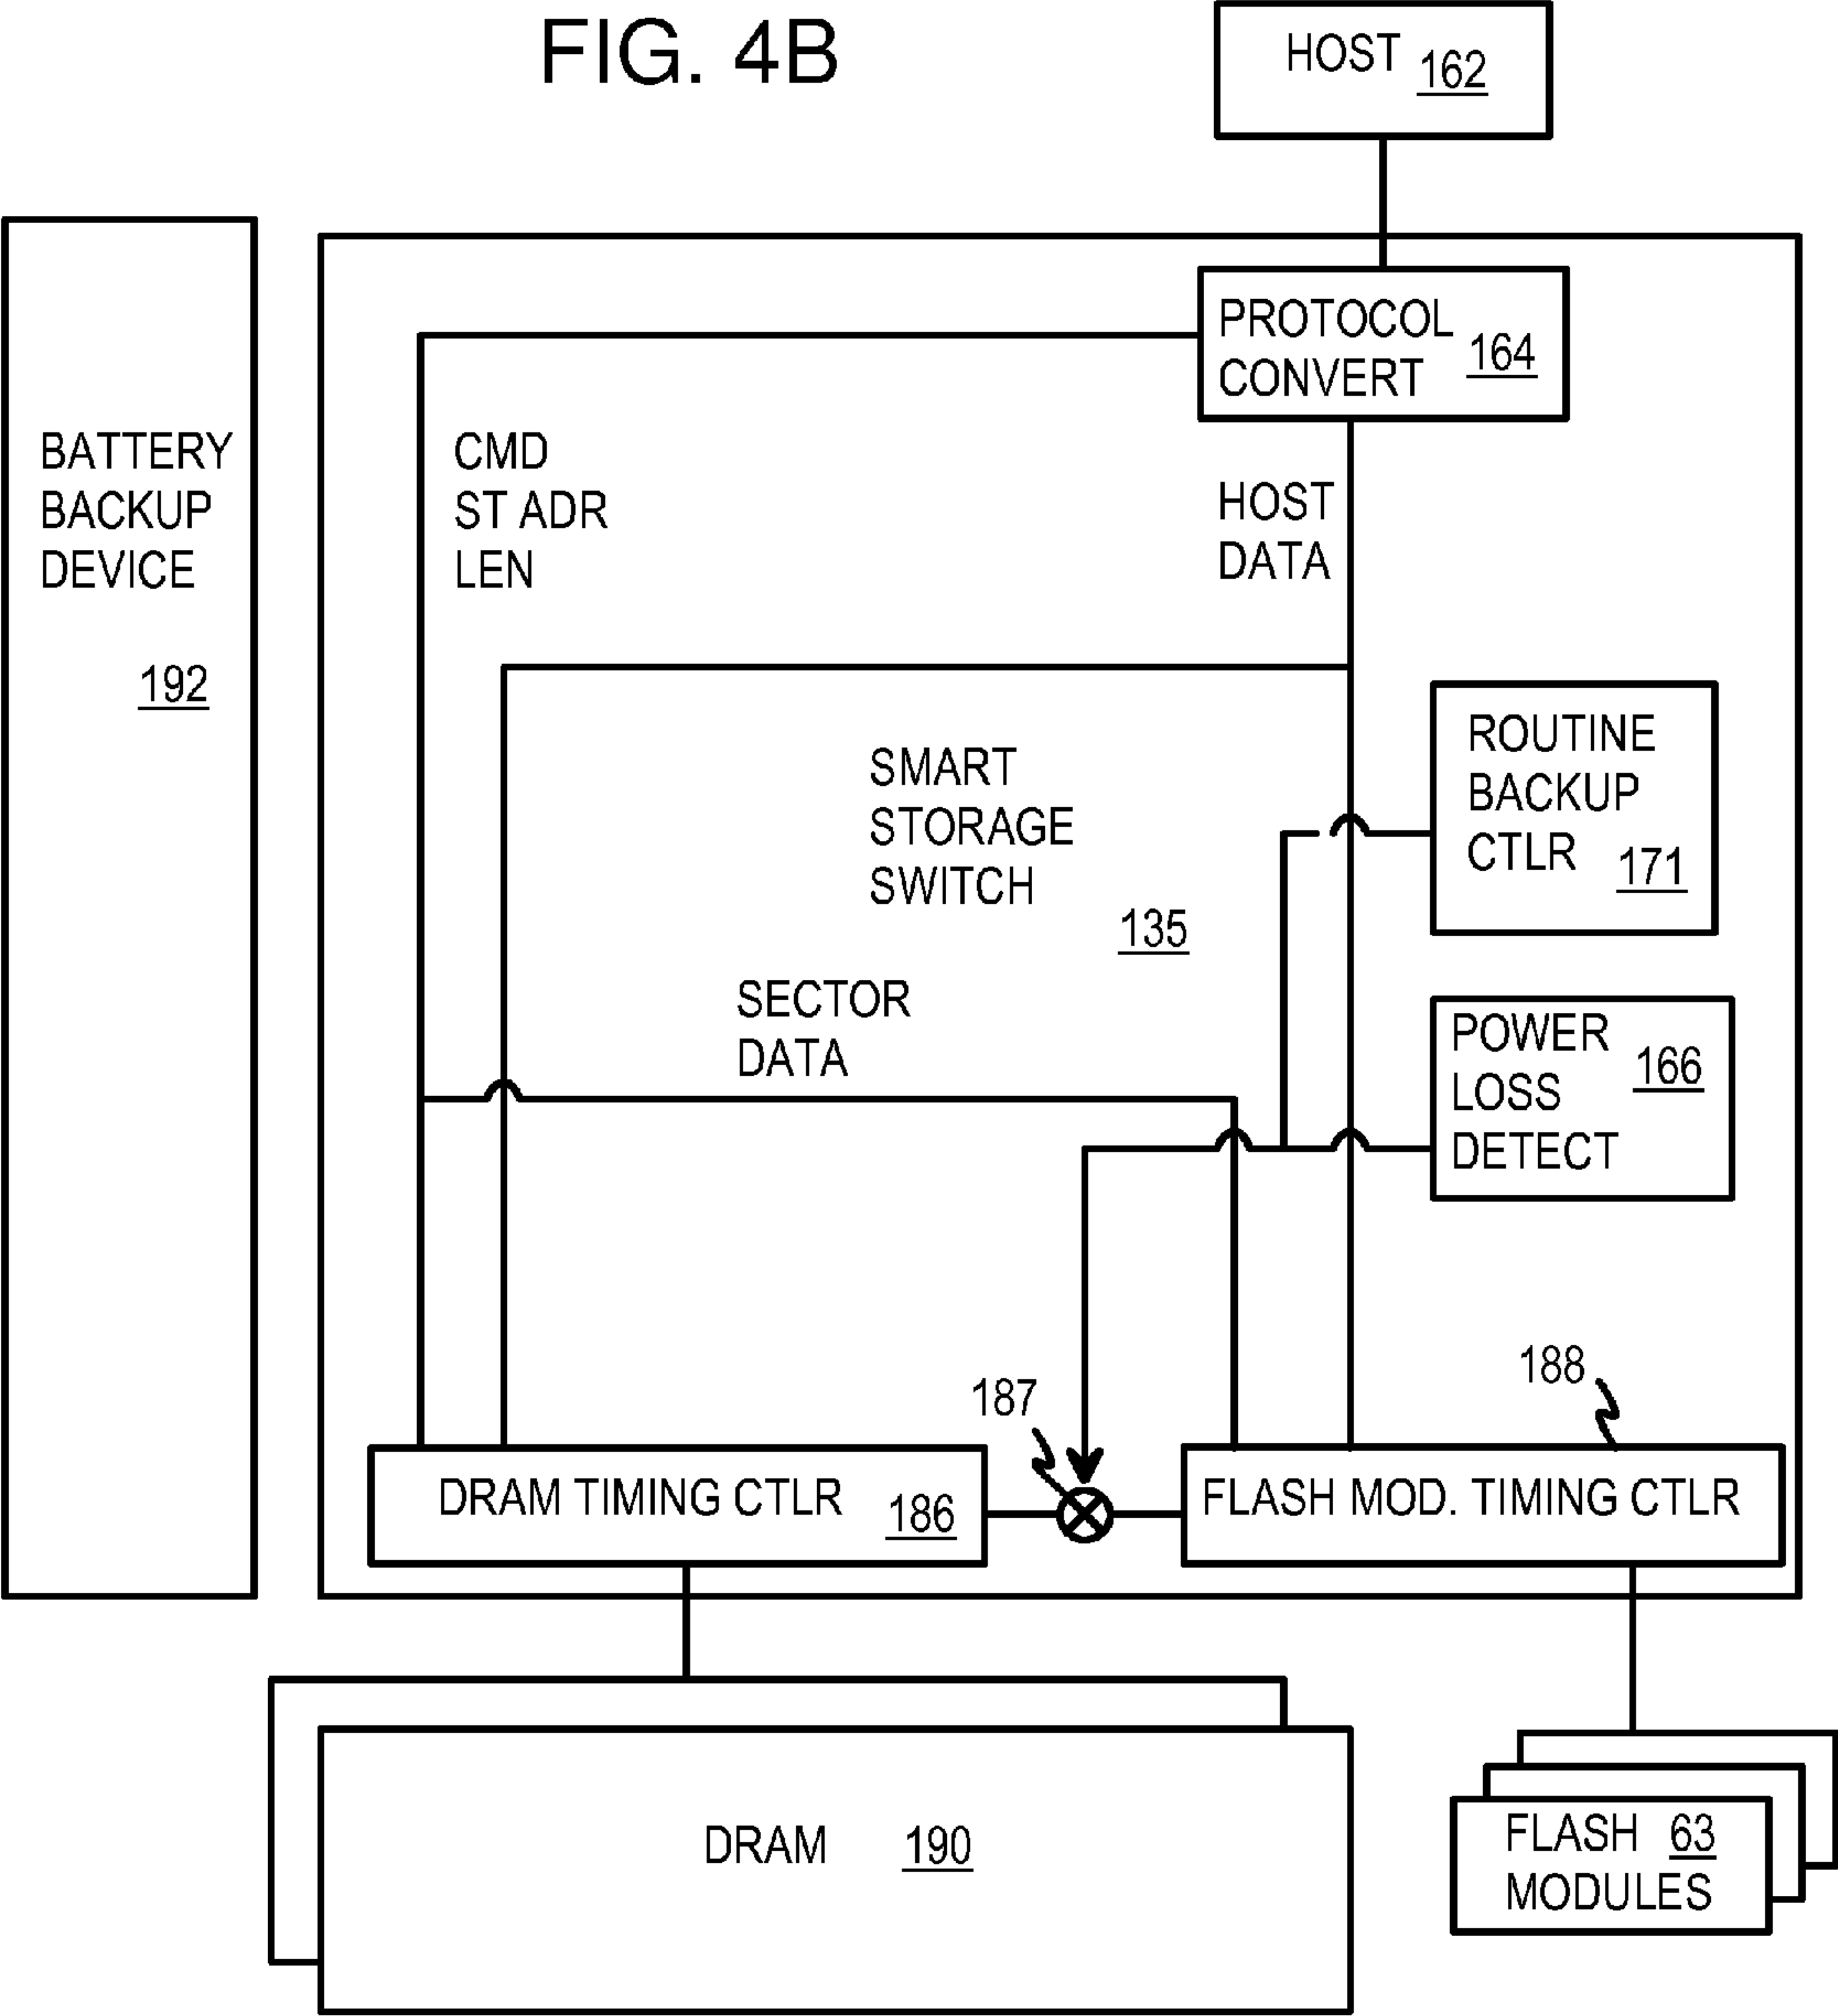 FIG. 4B
HOST 162
PROTOCOL
CONVERT 164
BATTERY
BACKUP
DEVICE
192
CMD
ST ADR
LEN
HOST
DATA
SMART
STORAGE
SWITCH
135
ROUTINE
BACKUP
CTLR 171
SECTOR
DATA
POWER
LOSS
DETECT
166
187
188
DRAM TIMING CTLR 186
FLASH MOD. TIMING CTLR
DRAM 190
FLASH 63
MODULES